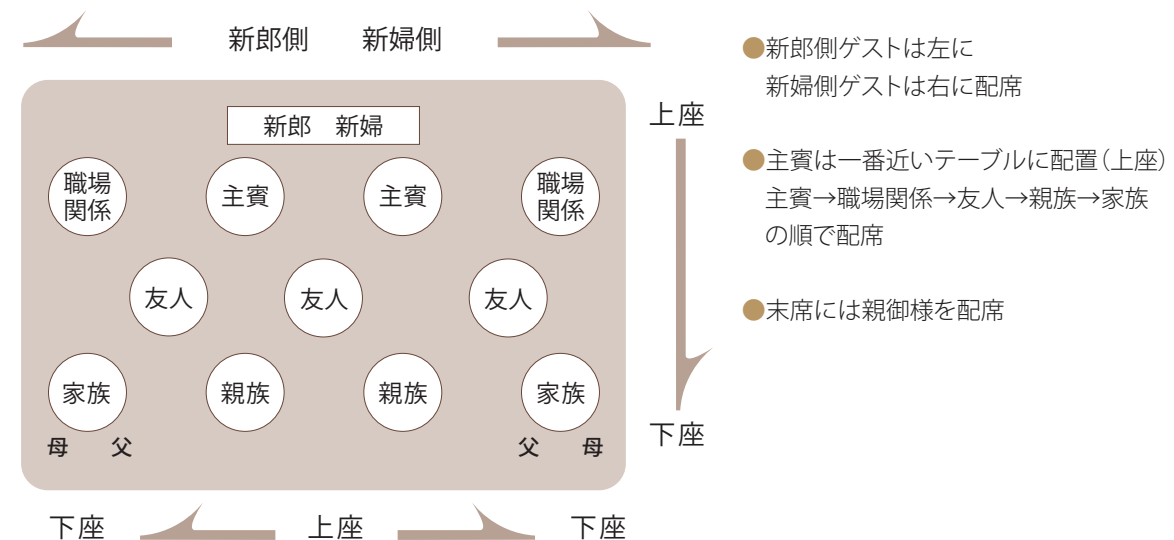 新郎側 新婦側
新郎 新婦
職場
関係
主賓
主賓
職場
関係
友人
友人
友人
家族
親族
親族
家族
母 父
父 母
下座
上座
下座
上座
下座
●新郎側ゲストは左に
新婦側ゲストは右に配席
●主賓は一番近いテーブルに配置(上座)
主賓→職場関係→友人→親族→家族
の順で配席
●末席には親御様を配席